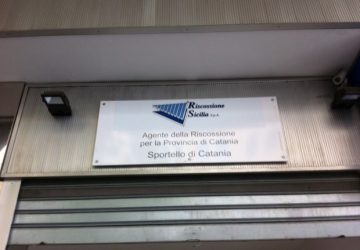 Riscossione
Sicilia S.p.A.
Agente della Riscossione
per la Provincia di Catania
Sportello di Catania